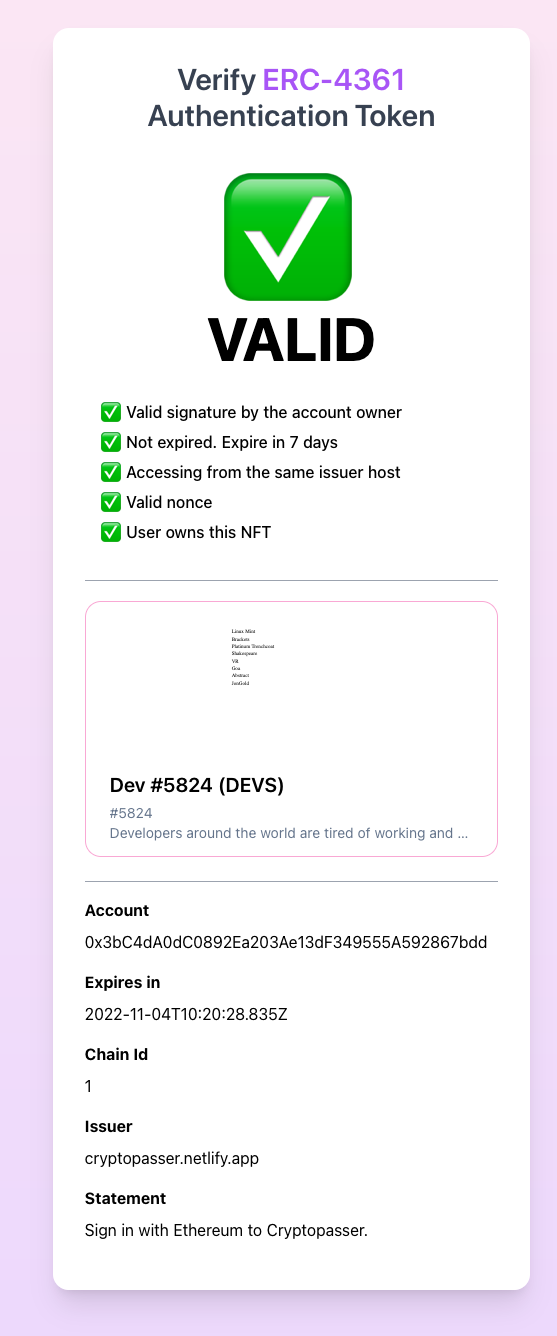 Verify ERC-4361
Authentication Token
VALID
Valid signature by the account owner
Not expired. Expire in 7 days
Accessing from the same issuer host
Valid nonce
User owns this NFT
Linux Mint
Brackets
Platinum Trenchcoat
Shakespeare
Vili
Goa
Abstract
JonGold
Dev #5824 (DEVS)
#5824
Developers around the world are tired of working and ...
Account
0x3bC4dA0dC0892Ea203Ae13dF349555A592867bdd
Expires in
2022-11-04T10:20:28.835Z
Chain Id
1
Issuer
cryptopasser.netlify.app
Statement
Sign in with Ethereum to Cryptopasser.